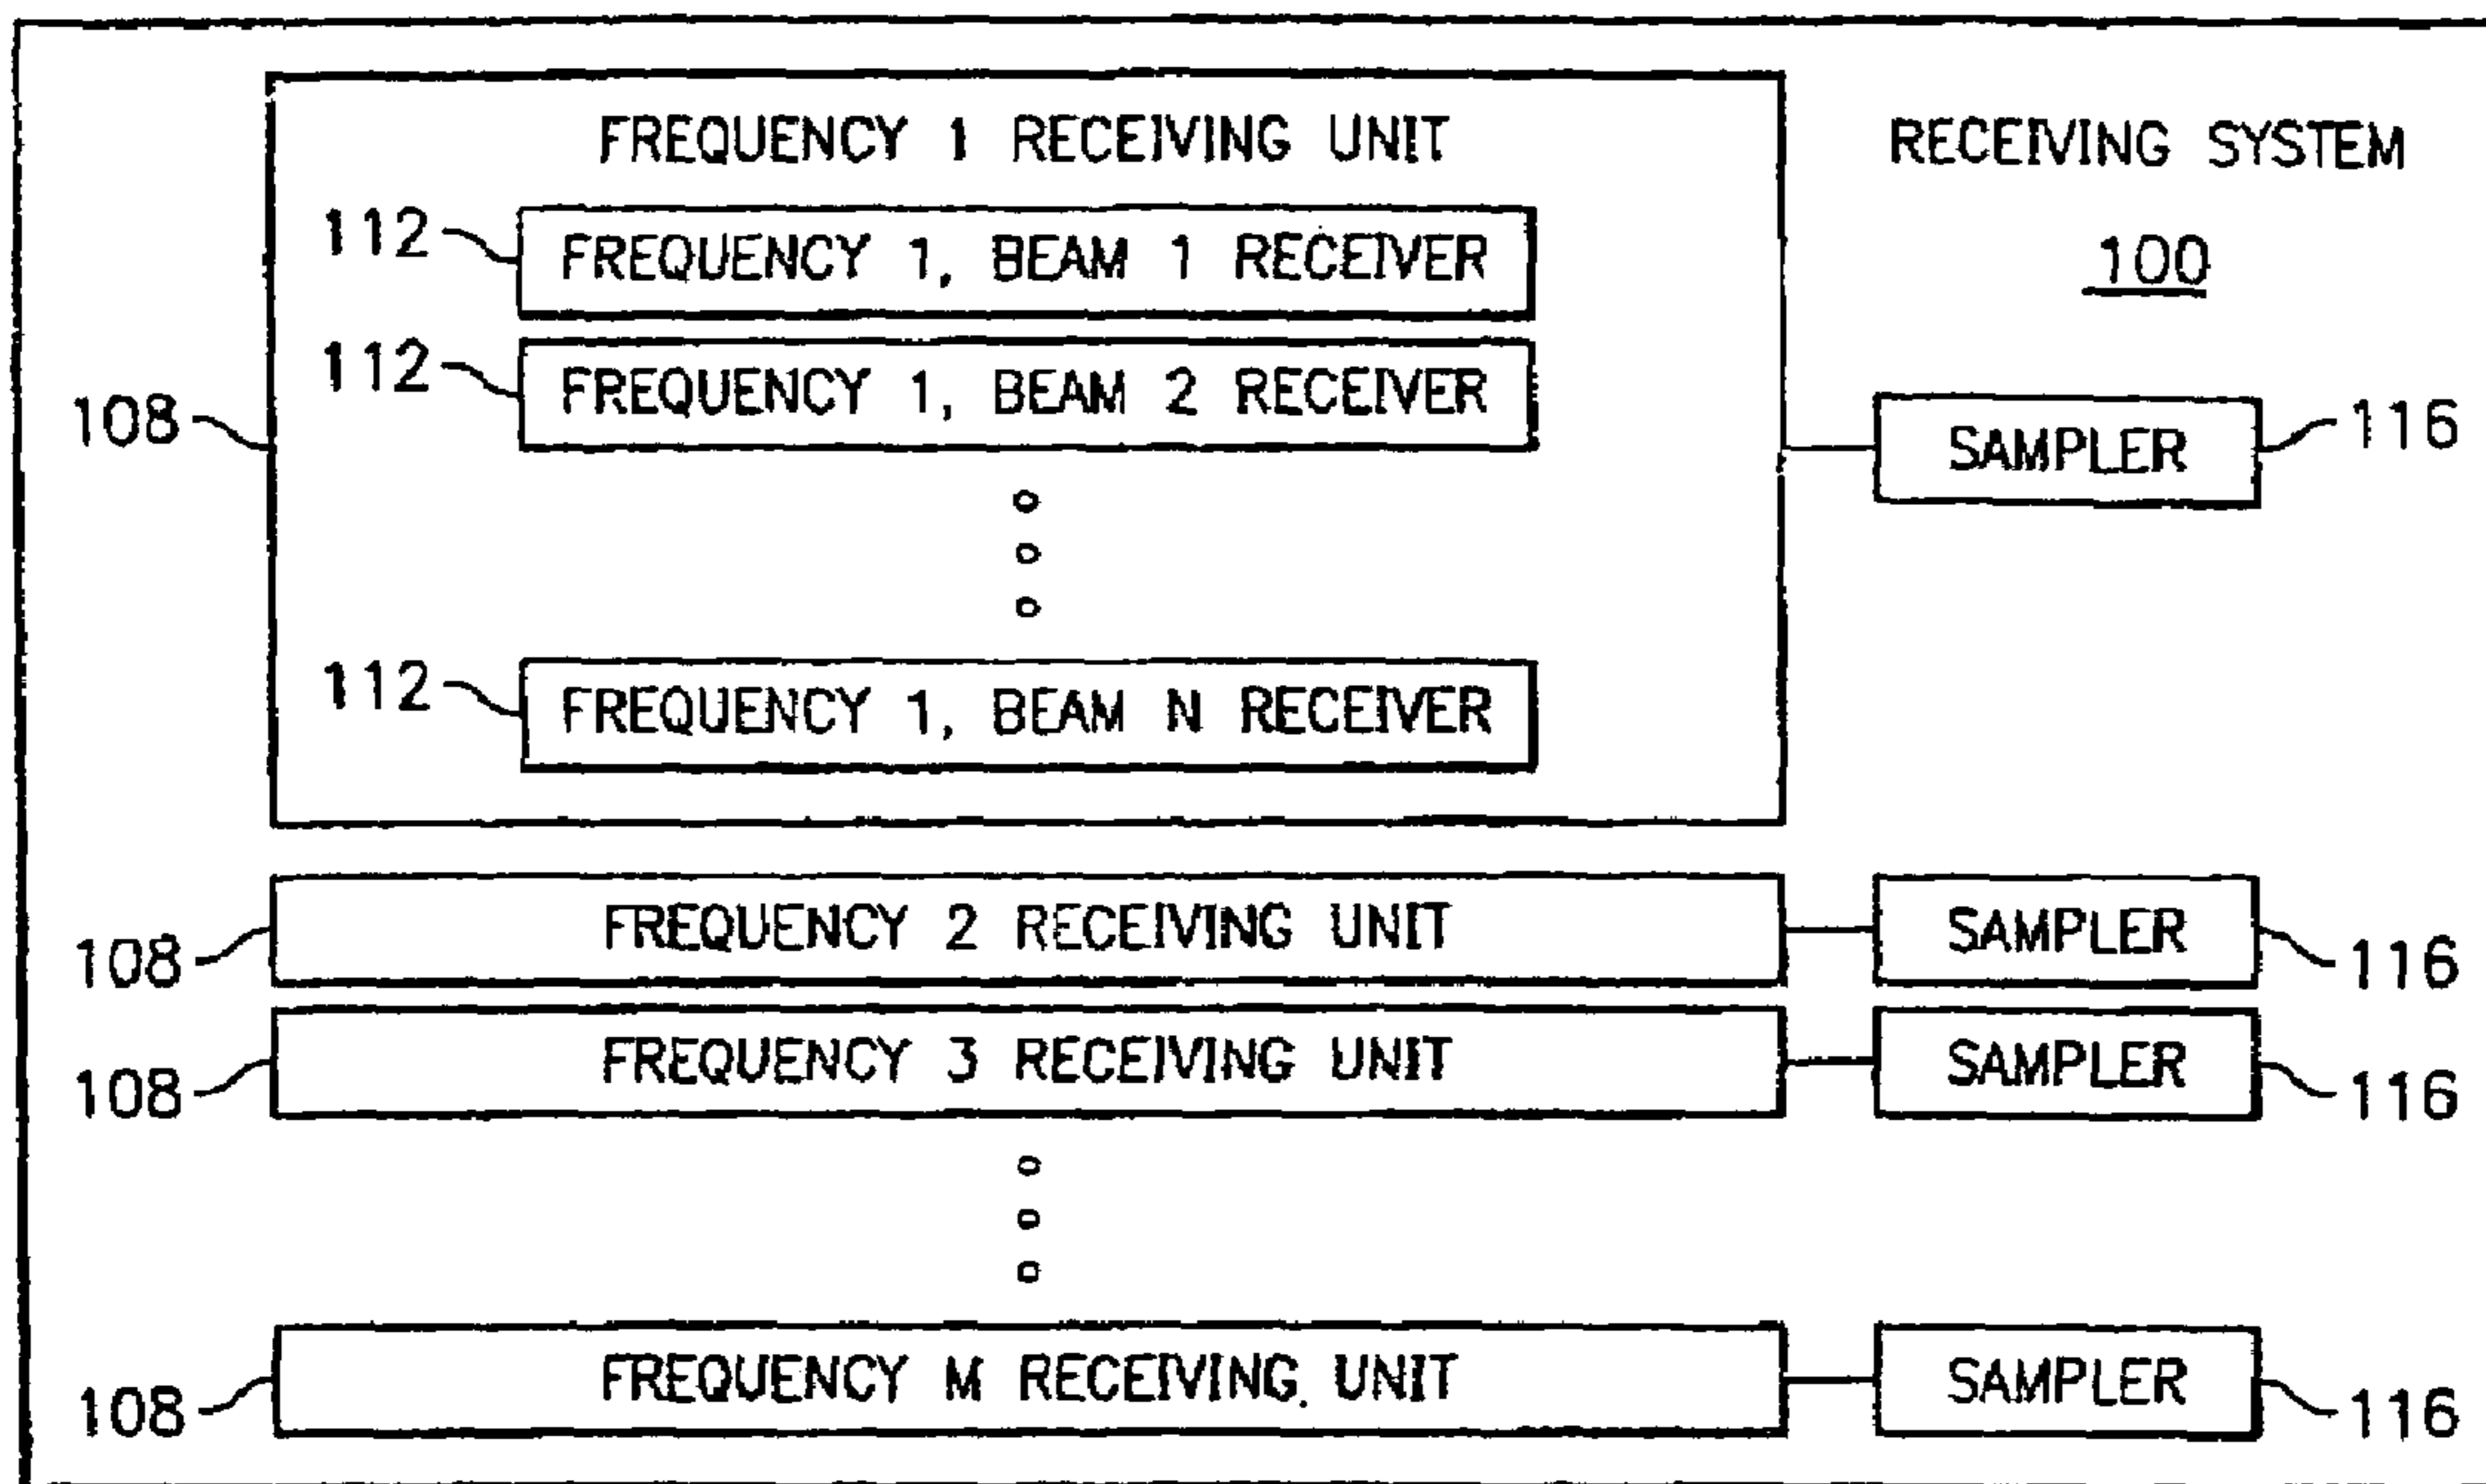 FREQUENCY 1 RECEIVING UNIT
RECEIVING SYSTEM
100
112
FREQUENCY 1, BEAM 1 RECEIVER
112
FREQUENCY 1, BEAM 2 RECEIVER
108
SAMPLER
116
112
FREQUENCY 1, BEAM N RECEIVER
108
FREQUENCY 2 RECEIVING UNIT
SAMPLER
116
108
FREQUENCY 3 RECEIVING UNIT
SAMPLER
116
108
FREQUENCY M RECEIVING UNIT
SAMPLER
116